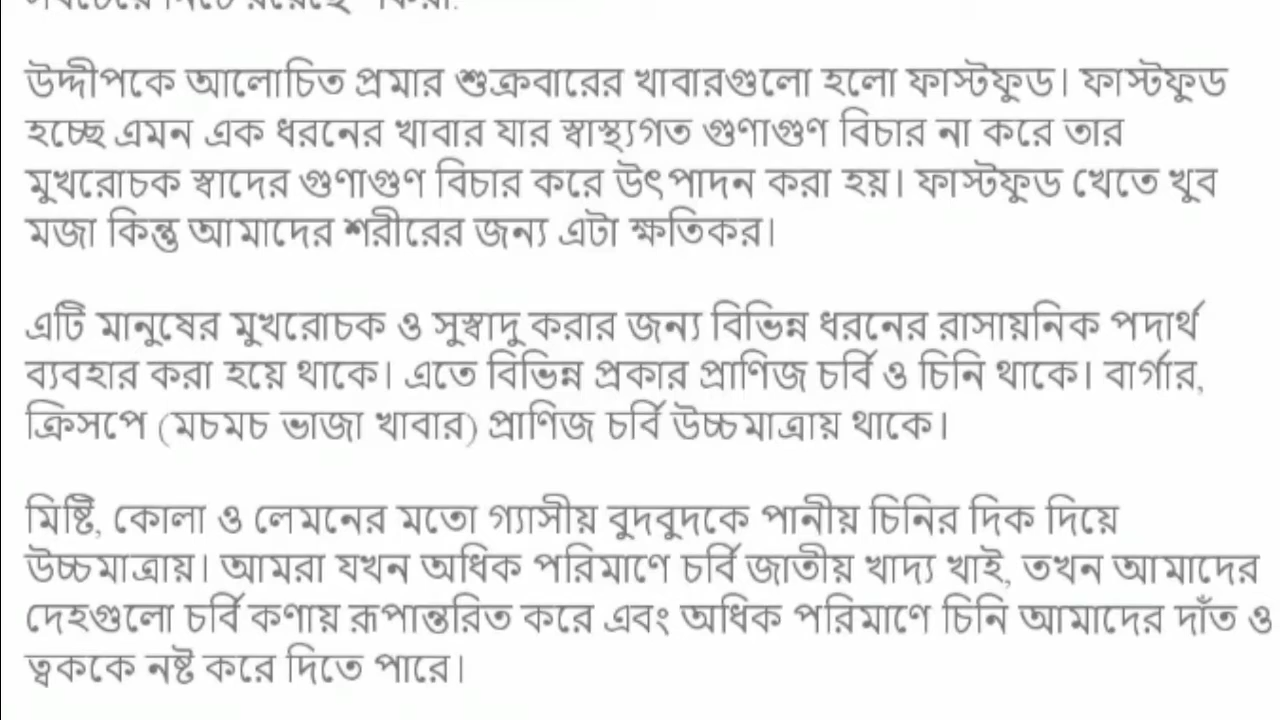 উদ্দীপকে আলোচিত প্রমার শুক্রবারের খাবারগুলো হলো ফাস্টফুড। ফাস্টফুড
হচ্ছে এমন এক ধরনের খাবার যার স্বাস্থ্যগত গুণাগুণ বিচার না করে তার
মুখরোচক স্বাদের গুণাগুণ বিচার করে উৎপাদন করা হয়। ফাস্টফুড খেতে খুব
মজা কিন্তু আমাদের শরীরের জন্য এটা ক্ষতিকর।
এটি মানুষের মুখরোচক ও সুস্বাদু করার জন্য বিভিন্ন ধরনের রাসায়নিক পদার্থ
ব্যবহার করা হয়ে থাকে। এতে বিভিন্ন প্রকার প্রাণিজ চর্বি ও চিনি থাকে। বার্গার,
ক্রিসপে (মচমচ ভাজা খাবার) প্রাণিজ চর্বি উচ্চমাত্রায় থাকে।
মিষ্টি, কোলা ও লেমনের মতো গ্যাসীয় বুদবুদকে পানীয় চিনির দিক দিয়ে
উচ্চমাত্রায়। আমরা যখন অধিক পরিমাণে চর্বি জাতীয় খাদ্য খাই, তখন আমাদের
দেহগুলো চর্বি কণায় রূপান্তরিত করে এবং অধিক পরিমাণে চিনি আমাদের দাঁত ও
ত্বককে নষ্ট করে দিতে পারে।